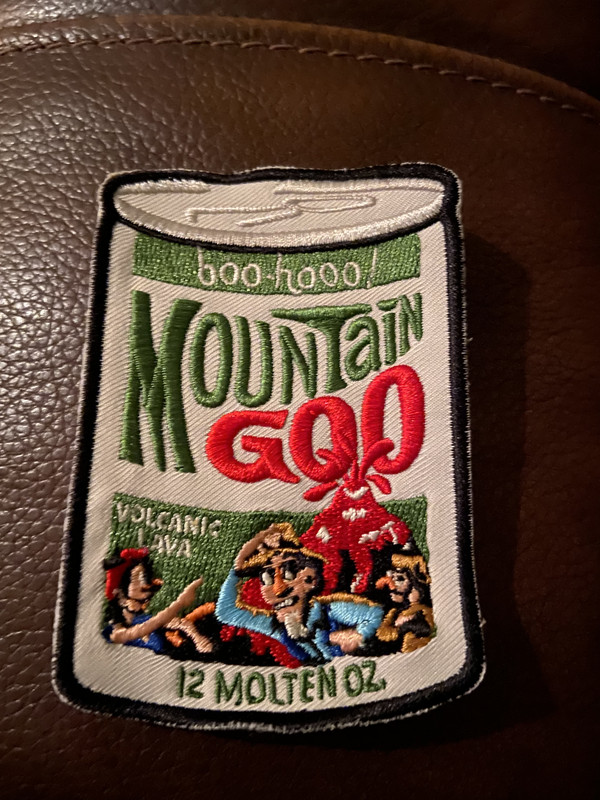 boo-hooo!
MOUNTaiN
GOO
VOLCANIC
LAVA
12 MOLTEN OZ.